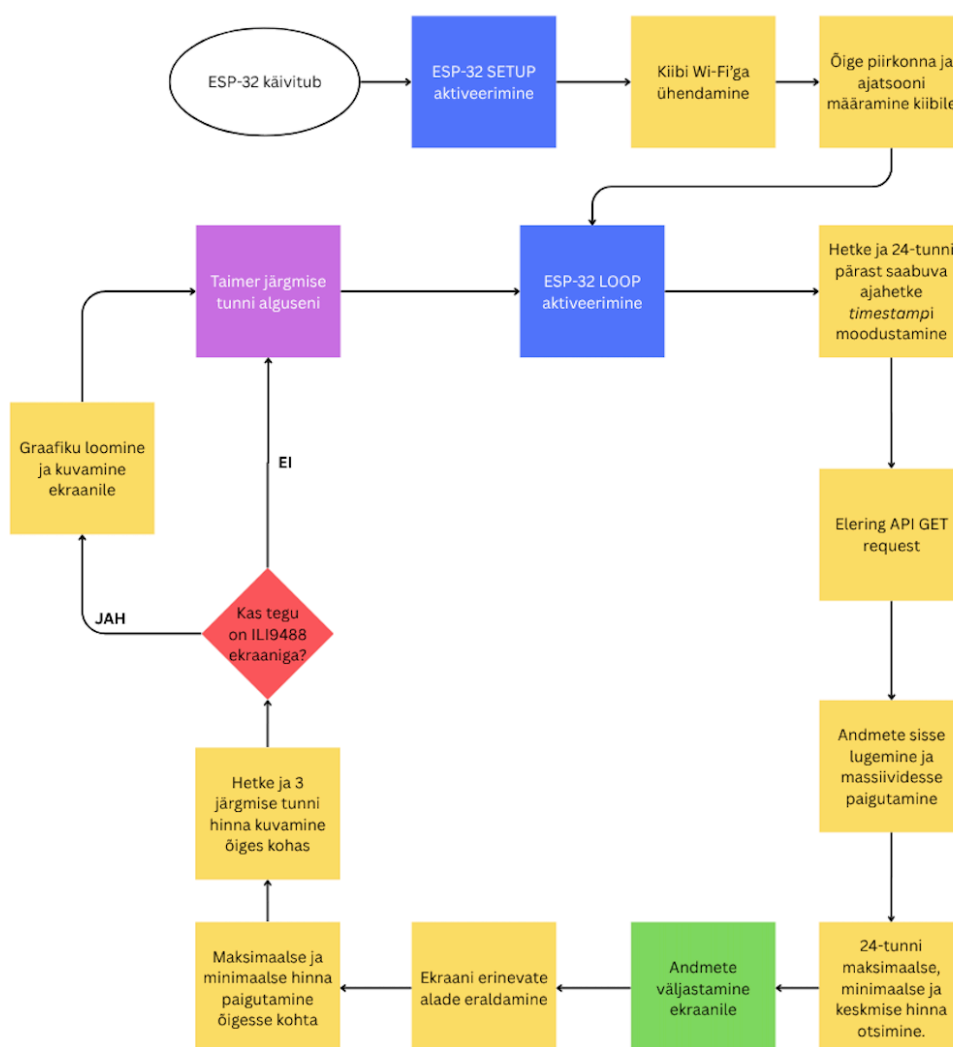 ESP-32 käivitub
ESP-32 SETUP
aktiveerimine
Kiibi Wi-Fi’ga
ühendamine
Õige piirkonna ja
ajatsooni
määramine kiibile
Taimer järgmise
tunni alguseni
ESP-32 LOOP
aktiveerimine
Hetke ja 24-tunni
pärast saabuva
ajahetke
timestampi
moodustamine
Graafiku loomine
ja kuvamine
ekraanile
EI
Elering API GET
request
JAH
Kas tegu
on ILI9488
ekraaniga?
Andmete sisse
lugemine ja
massiividesse
paigutamine
Hetke ja 3
järgmise tunni
hinna kuvamine
õiges kohas
Maksimaalse ja
minimaalse hinna
paigutamine
õigesse kohta
Ekraani erinevate
alade eraldamine
Andmete
väljastamine
ekraanile
24-tunni
maksimaalse,
minimaalse ja
keskmise hinna
otsimine.